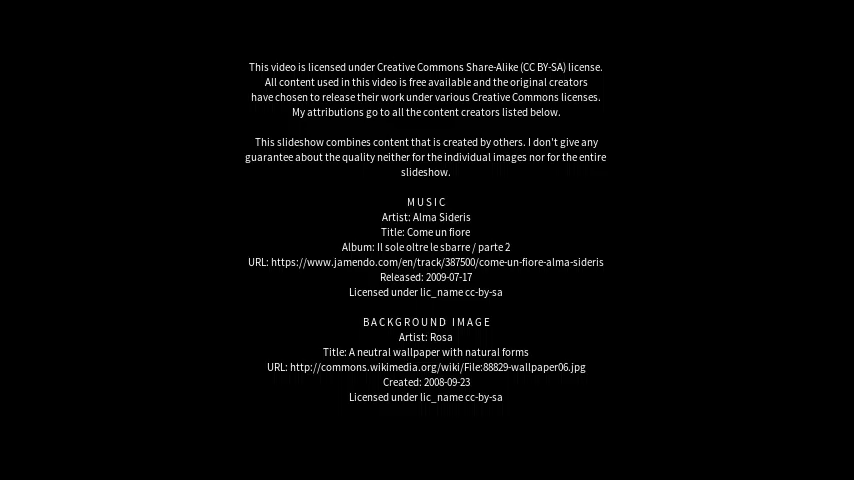 This video is licensed under Creative Commons Share-Alike (CC BY-SA) license.
All content used in this video is free available and the original creators
have chosen to release their work under various Creative Commons licenses.
My attributions go to all the content creators listed below.
This slideshow combines content that is created by others. I don't give any
guarantee about the quality neither for the individual images nor for the entire
slideshow.
MUSIC
Artist: Alma Sideris
Title: Come un fiore
Album: Il sole oltre le sbarre / parte 2
URL: https://www.jamendo.com/en/track/387500/come-un-fiore-alma-sideris
Released: 2009-07-17
Licensed under lic_name cc-by-sa
BACKGROUND IMAGE
Artist: Rosa
Title: A neutral wallpaper with natural forms
URL: http://commons.wikimedia.org/wiki/File:88829-wallpaper06.jpg
Created: 2008-09-23
Licensed under lic_name cc-by-sa